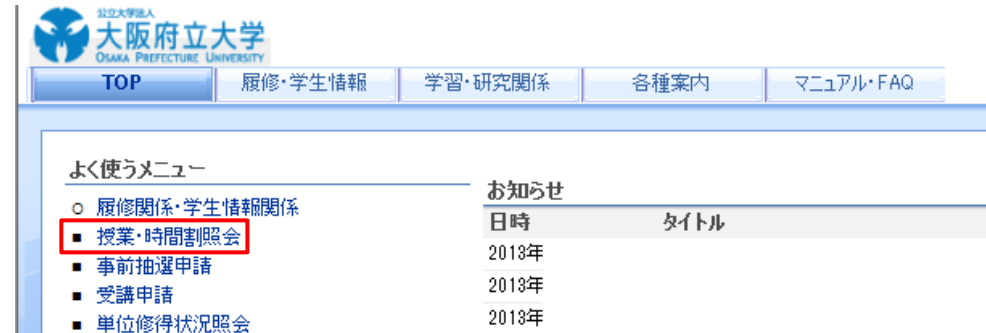 公立大学法人
大阪府立大学
OSAKA PREFECTURE UNIVERSITY
TOP 履修・学生情報 学習・研究関係 各種案内 マニュアル・FAQ
よく使うメニュー
履修関係・学生情報関係
授業・時間割照会
事前抽選申請
受講申請
単位修得状況照会
お知らせ
日時 タイトル
2013年
2013年
2013年